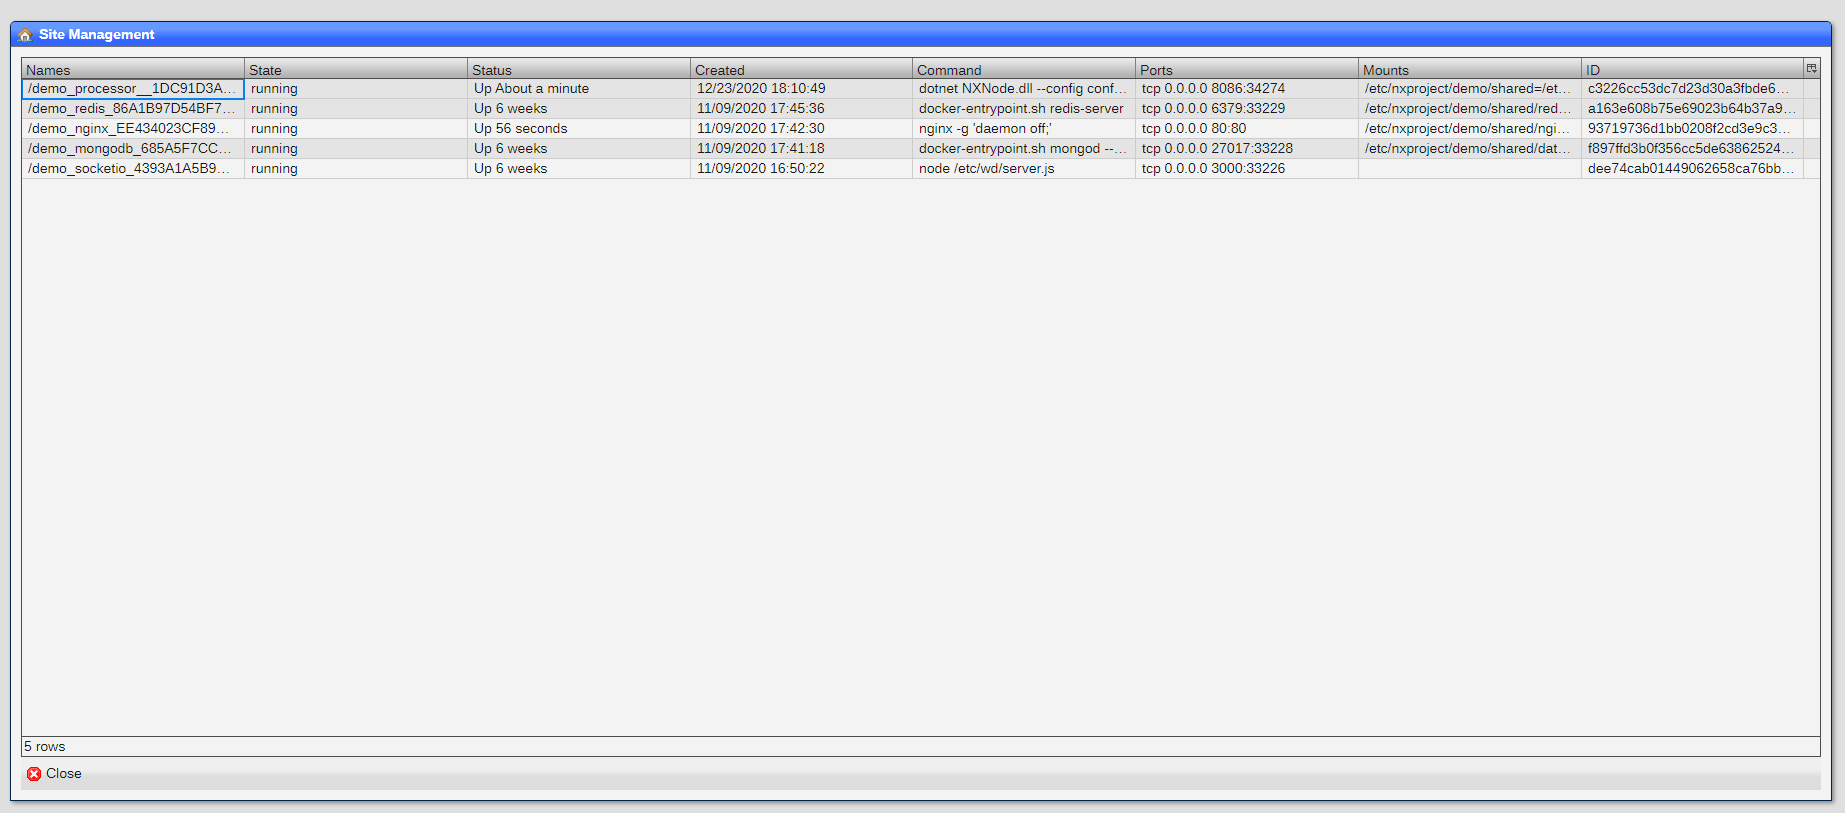 Site Management
Names State Status Created Command Ports Mounts ID
/demo_processor__1DC91D3A... running Up About a minute 12/23/2020 18:10:49 dotnet NXNode.dll --config conf... tcp 0.0.0.0 8086:34274 /etc/nxproject/demo/shared=/et... c3226cc53dc7d23d30a3fbde6...
/demo_redis_86A1B97D54BF7... running Up 6 weeks 11/09/2020 17:45:36 docker-entrypoint.sh redis-server tcp 0.0.0.0 6379:33229 /etc/nxproject/demo/shared/red... a163e608b75e69023b64b37a9...
/demo_nginx_EE434023CF89... running Up 56 seconds 11/09/2020 17:42:30 nginx -g 'daemon off;' tcp 0.0.0.0 80:80 /etc/nxproject/demo/shared/ngi... 93719736d1bb0208f2cd3e9c3...
/demo_mongodb_685A5F7CC... running Up 6 weeks 11/09/2020 17:41:18 docker-entrypoint.sh mongod --... tcp 0.0.0.0 27017:33228 /etc/nxproject/demo/shared/dat... f897ffd3b0f356cc5de63862524...
/demo_socketio_4393A1A5B9... running Up 6 weeks 11/09/2020 16:50:22 node /etc/wd/server.js tcp 0.0.0.0 3000:33226 dee74cab01449062658ca76bb...
5 rows
Close